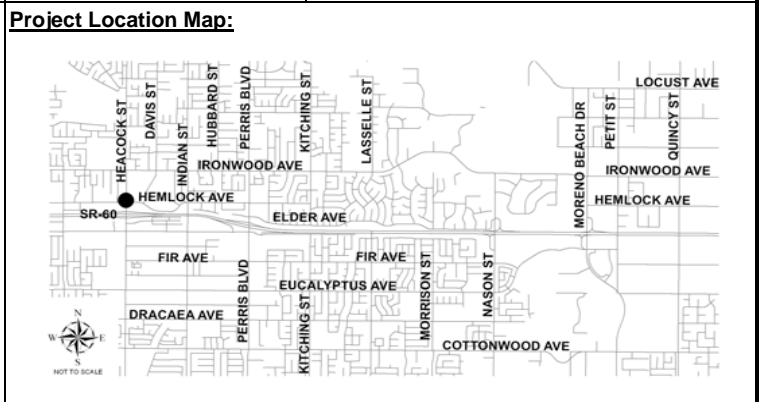 Project Location Map:
LOCUST AVE
HEACOCK ST
DAVIS ST
INDIAN ST
HUBBARD ST
PERRIS BLVD
KITCHING ST
LASSELLE ST
MORENO BEACH DR
PETIT ST
QUINCY ST
IRONWOOD AVE
IRONWOOD AVE
HEMLOCK AVE
HEMLOCK AVE
SR-60
ELDER AVE
FIR AVE
FIR AVE
EUCALYPTUS AVE
PERRIS BLVD
KITCHING ST
MORRISON ST
NASON ST
DRACAEA AVE
COTTONWOOD AVE
N
W
E
S
NOT TO SCALE